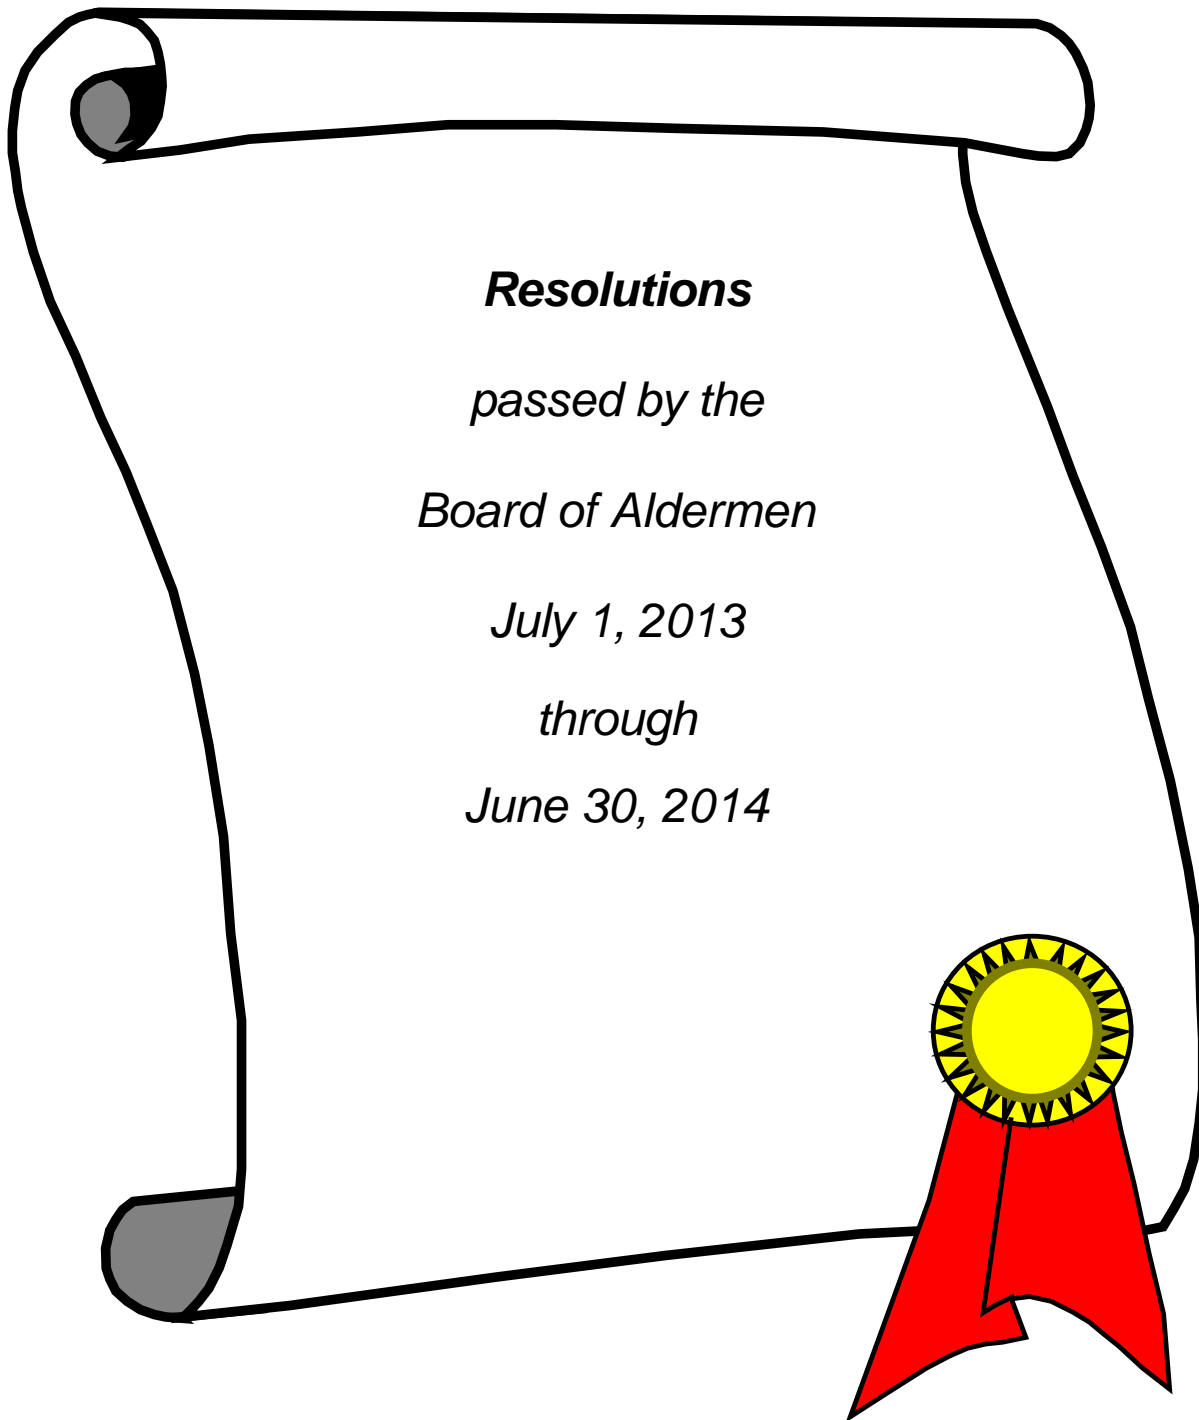 Resolutions
passed by the
Board of Aldermen
July 1, 2013
through
June 30, 2014